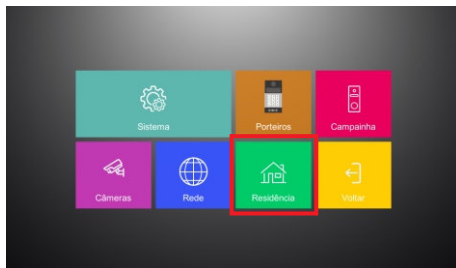 Sistema
Porteiros
Campainha
Câmeras
Rede
Residência
Voltar